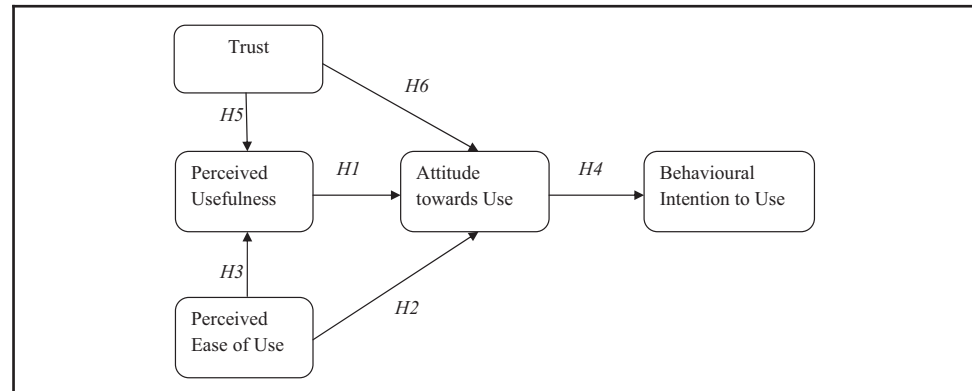 Trust
H6
H5
Perceived
Usefulness
H1
Attitude
towards Use
H4
Behavioural
Intention to Use
H3
H2
Perceived
Ease of Use